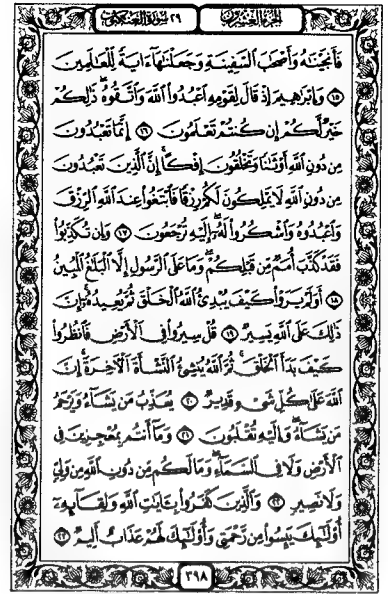 الجزء العشرون
٢٩ سورة العنكبوت
فَأَنجَيْنَٰهُ وَأَصْحَٰبَ ٱلسَّفِينَةِ وَجَعَلْنَٰهَآ ءَايَةً لِّلْعَٰلَمِينَ
١٥ وَإِبْرَٰهِيمَ إِذْ قَالَ لِقَوْمِهِ ٱعْبُدُوا۟ ٱللَّهَ وَٱتَّقُوهُ ۖ ذَٰلِكُمْ
خَيْرٌ لَّكُمْ إِن كُنتُمْ تَعْلَمُونَ ١٦ إِنَّمَا تَعْبُدُونَ
مِن دُونِ ٱللَّهِ أَوْثَٰنًا وَتَخْلُقُونَ إِفْكًا ۚ إِنَّ ٱلَّذِينَ تَعْبُدُونَ
مِن دُونِ ٱللَّهِ لَا يَمْلِكُونَ لَكُمْ رِزْقًا فَٱبْتَغُوا۟ عِندَ ٱللَّهِ ٱلرِّزْقَ
وَٱعْبُدُوهُ وَٱشْكُرُوا۟ لَهُۥٓ ۖ إِلَيْهِ تُرْجَعُونَ ١٧ وَإِن تُكَذِّبُوا۟
فَقَدْ كَذَّبَ أُمَمٌ مِّن قَبْلِكُمْ ۖ وَمَا عَلَى ٱلرَّسُولِ إِلَّا ٱلْبَلَٰغُ ٱلْمُبِينُ
١٨ أَوَلَمْ يَرَوْا۟ كَيْفَ يُبْدِئُ ٱللَّهُ ٱلْخَلْقَ ثُمَّ يُعِيدُهُۥٓ ۚ إِنَّ
ذَٰلِكَ عَلَى ٱللَّهِ يَسِيرٌ ١٩ قُلْ سِيرُوا۟ فِى ٱلْأَرْضِ فَٱنظُرُوا۟
كَيْفَ بَدَأَ ٱلْخَلْقَ ۚ ثُمَّ ٱللَّهُ يُنشِئُ ٱلنَّشْأَةَ ٱلْءَاخِرَةَ ۚ إِنَّ
ٱللَّهَ عَلَىٰ كُلِّ شَىْءٍ قَدِيرٌ ٢٠ يُعَذِّبُ مَن يَشَآءُ وَيَرْحَمُ
مَن يَشَآءُ ۖ وَإِلَيْهِ تُقْلَبُونَ ٢١ وَمَآ أَنتُم بِمُعْجِزِينَ فِى
ٱلْأَرْضِ وَلَا فِى ٱلسَّمَآءِ ۖ وَمَا لَكُم مِّن دُونِ ٱللَّهِ مِن وَلِىٍّ
وَلَا نَصِيرٍ ٢٢ وَٱلَّذِينَ كَفَرُوا۟ بِـَٔايَٰتِ ٱللَّهِ وَلِقَآئِهِۦٓ
أُو۟لَٰٓئِكَ يَئِسُوا۟ مِن رَّحْمَتِى وَأُو۟لَٰٓئِكَ لَهُمْ عَذَابٌ أَلِيمٌ ٢٣
٣٩٨